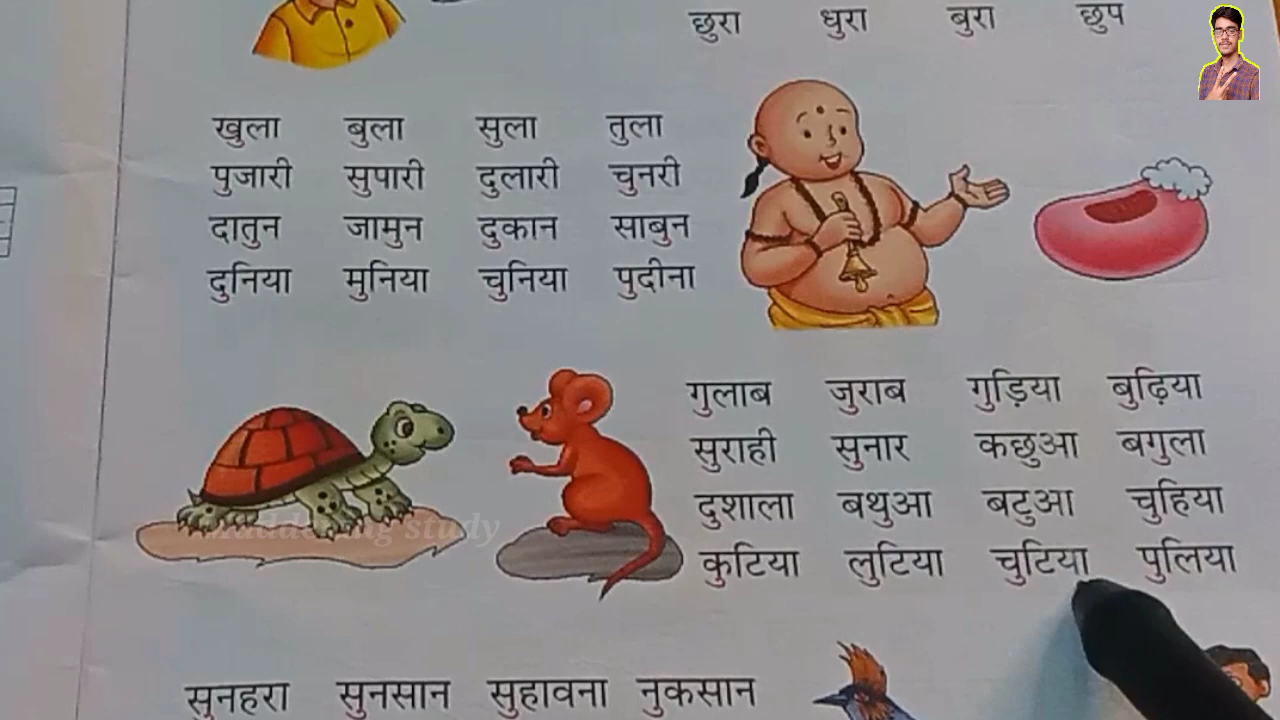 छुरा धुरा बुरा छुप
खुला बुला सुला तुला
पुजारी सुपारी दुलारी चुनरी
दातुन जामुन दुकान साबुन
दुनिया मुनिया चुनिया पुदीना
गुलाब जुराब गुड़िया बुढ़िया
सुराही सुनार कछुआ बगुला
दुशाला बथुआ बटुआ चुहिया
कुटिया लुटिया चुटिया पुलिया
सुनहरा सुनसान सुहावना नुकसान